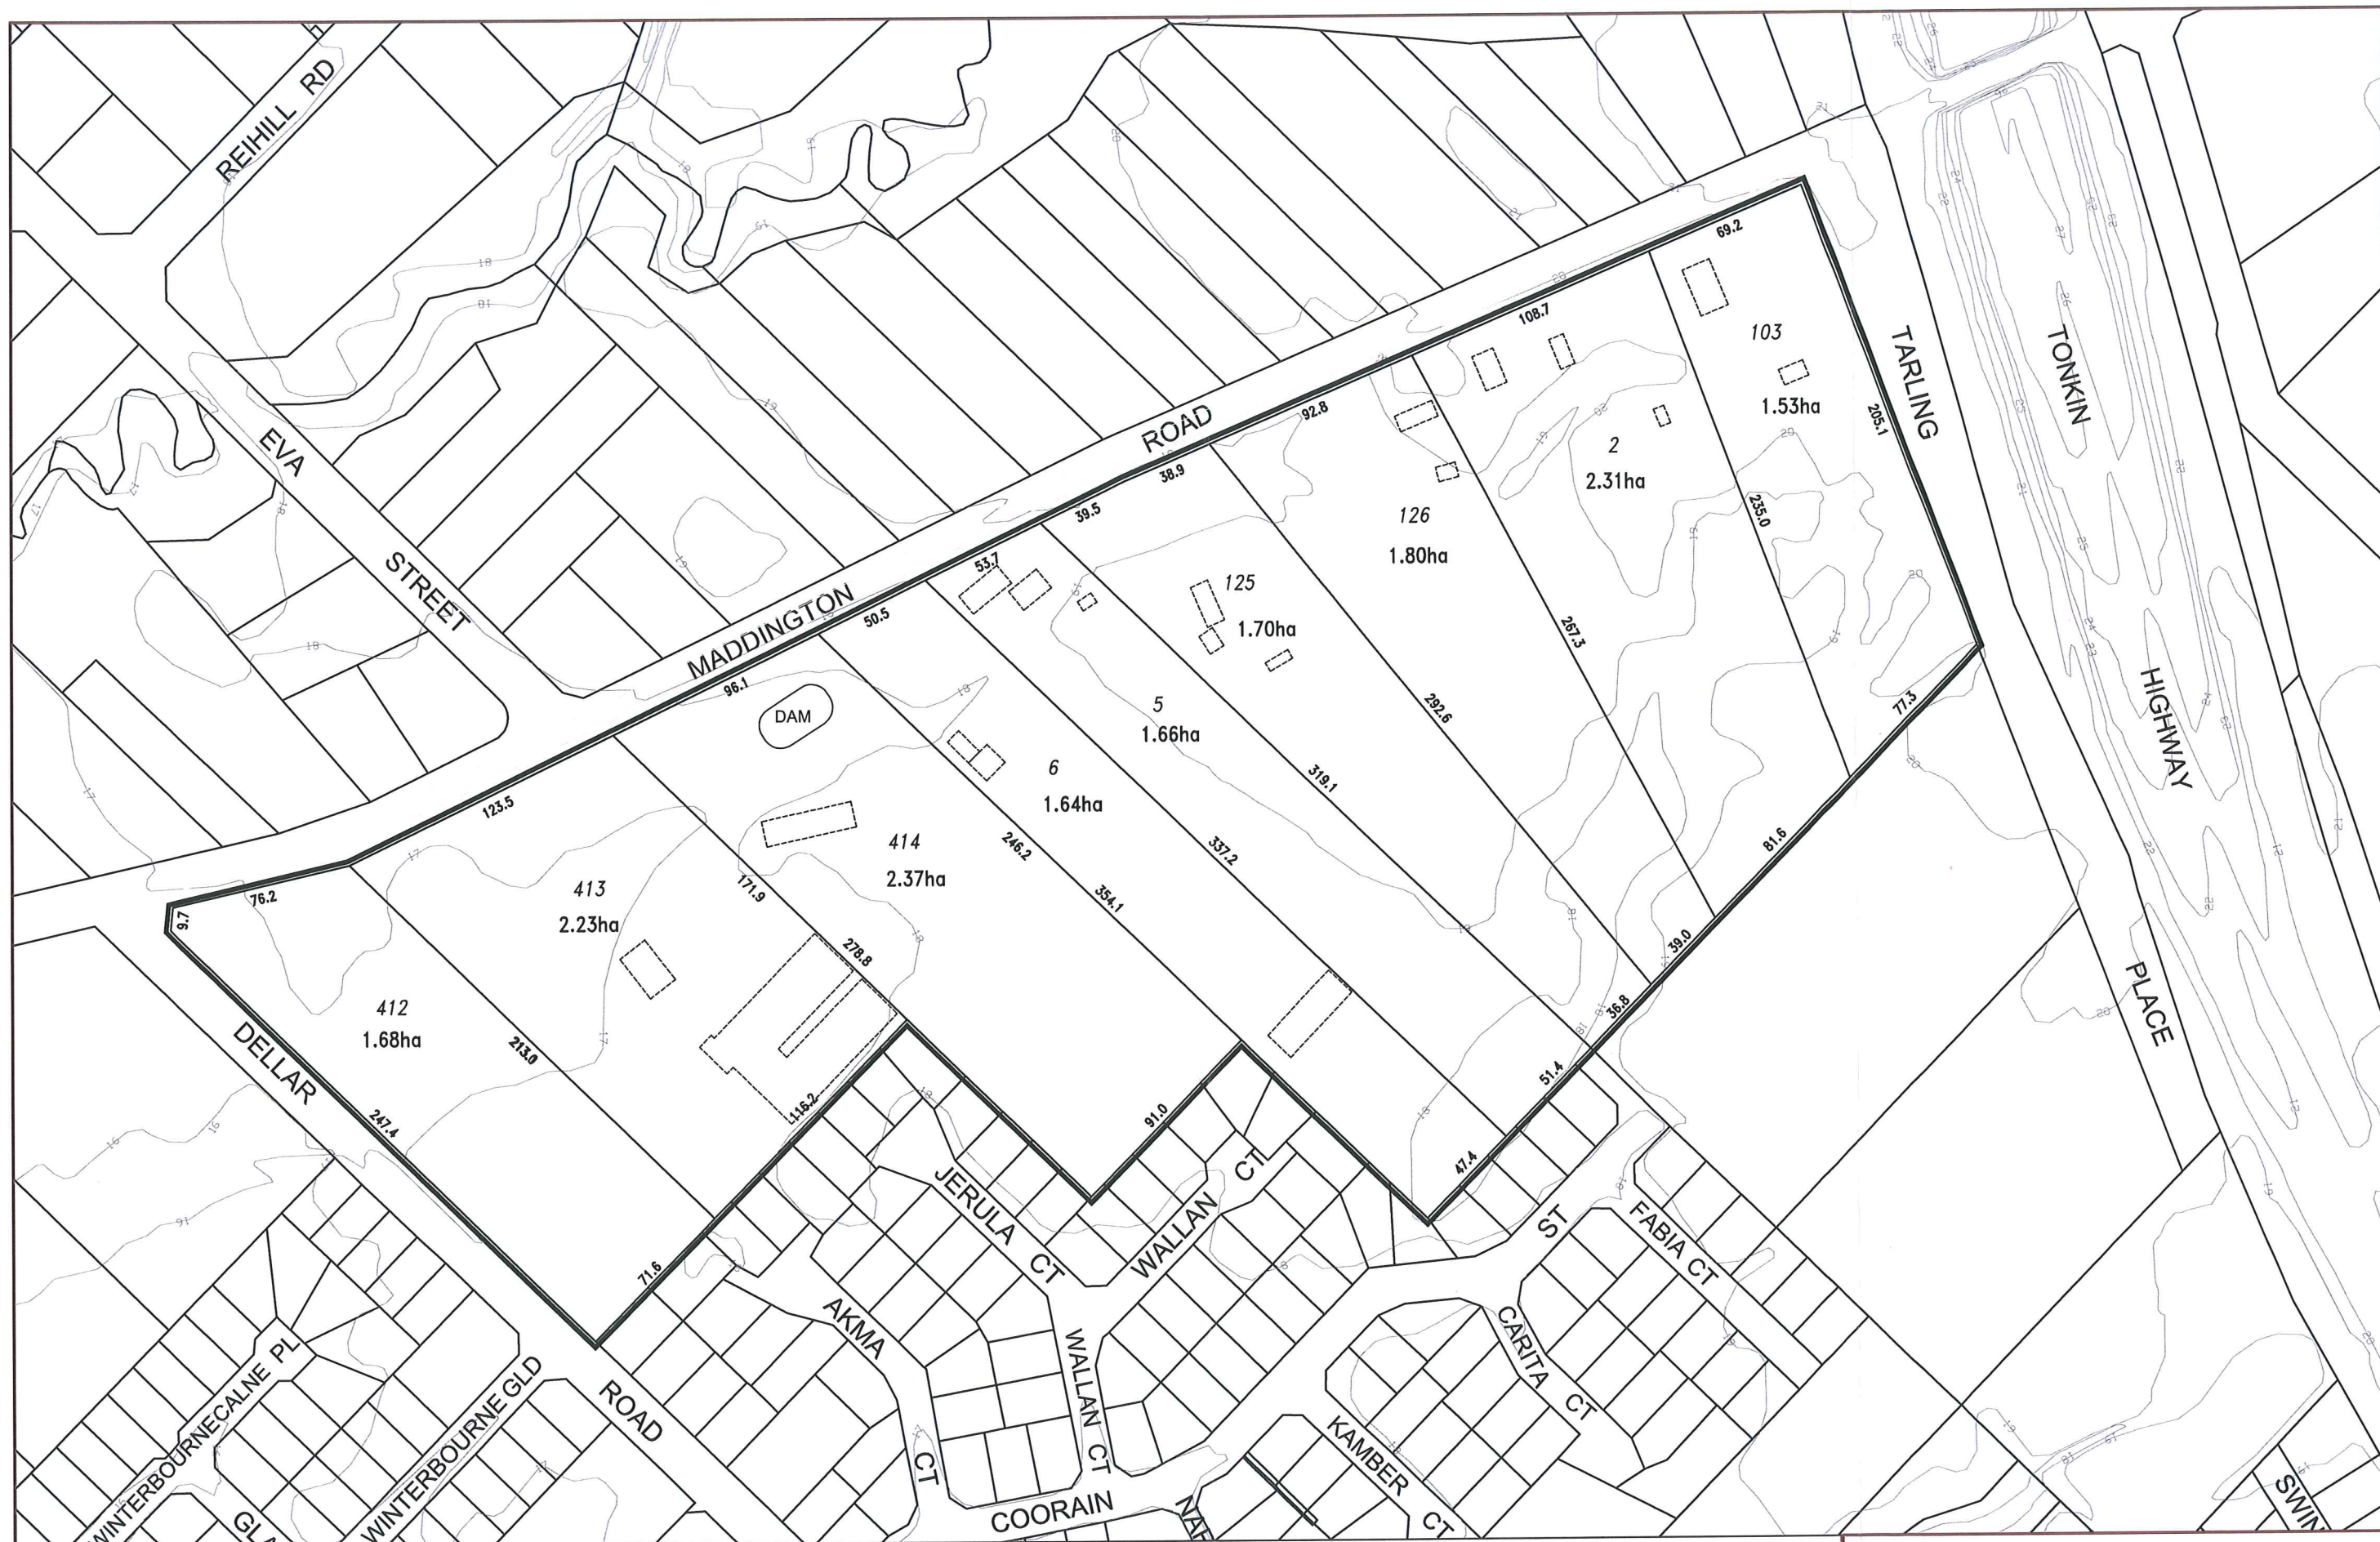 REIHILL RD
EVA
STREET
MADDINGTON
ROAD
TARLING
TONKIN
HIGHWAY
PLACE
69.2
108.7
92.8
38.9
39.5
53.7
50.5
96.1
123.5
76.2
9.7
103
1.53ha
205.1
2
2.31ha
235.0
126
1.80ha
267.3
125
1.70ha
292.6
5
1.66ha
319.1
6
1.64ha
337.2
DAM
414
2.37ha
246.2
354.1
413
2.23ha
171.9
278.8
412
1.68ha
213.0
247.4
77.3
81.6
39.0
36.8
51.4
47.4
91.0
116.2
71.6
DELLAR
ROAD
JERULA CT
WALLAN CT
WALLAN CT
AKMA
CT
ST
FABIA CT
CARITA CT
KAMBER CT
COORAIN
WINTERBOURNECALNE PL
WINTERBOURNE GLD